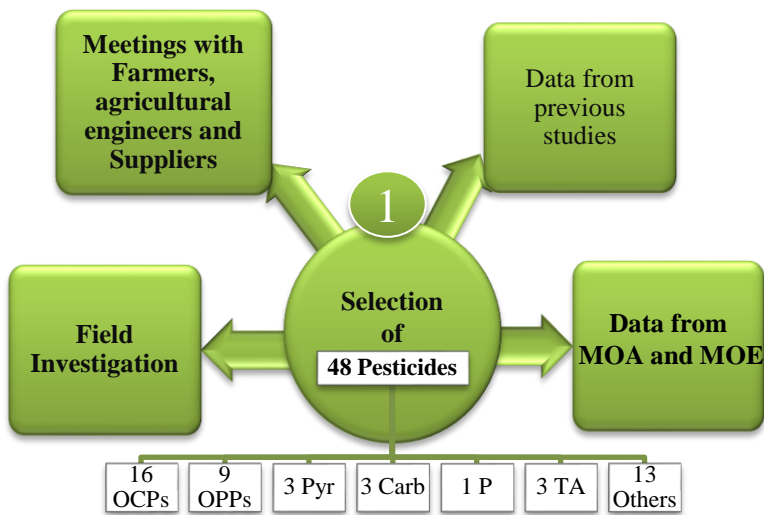 Meetings with
Farmers,
agricultural
engineers and
Suppliers
Data from
previous
studies
1
Selection
of
48 Pesticides
Field
Investigation
Data from
MOA and MOE
16
OCPs
9
OPPs
3 Pyr
3 Carb
1 P
3 TA
13
Others